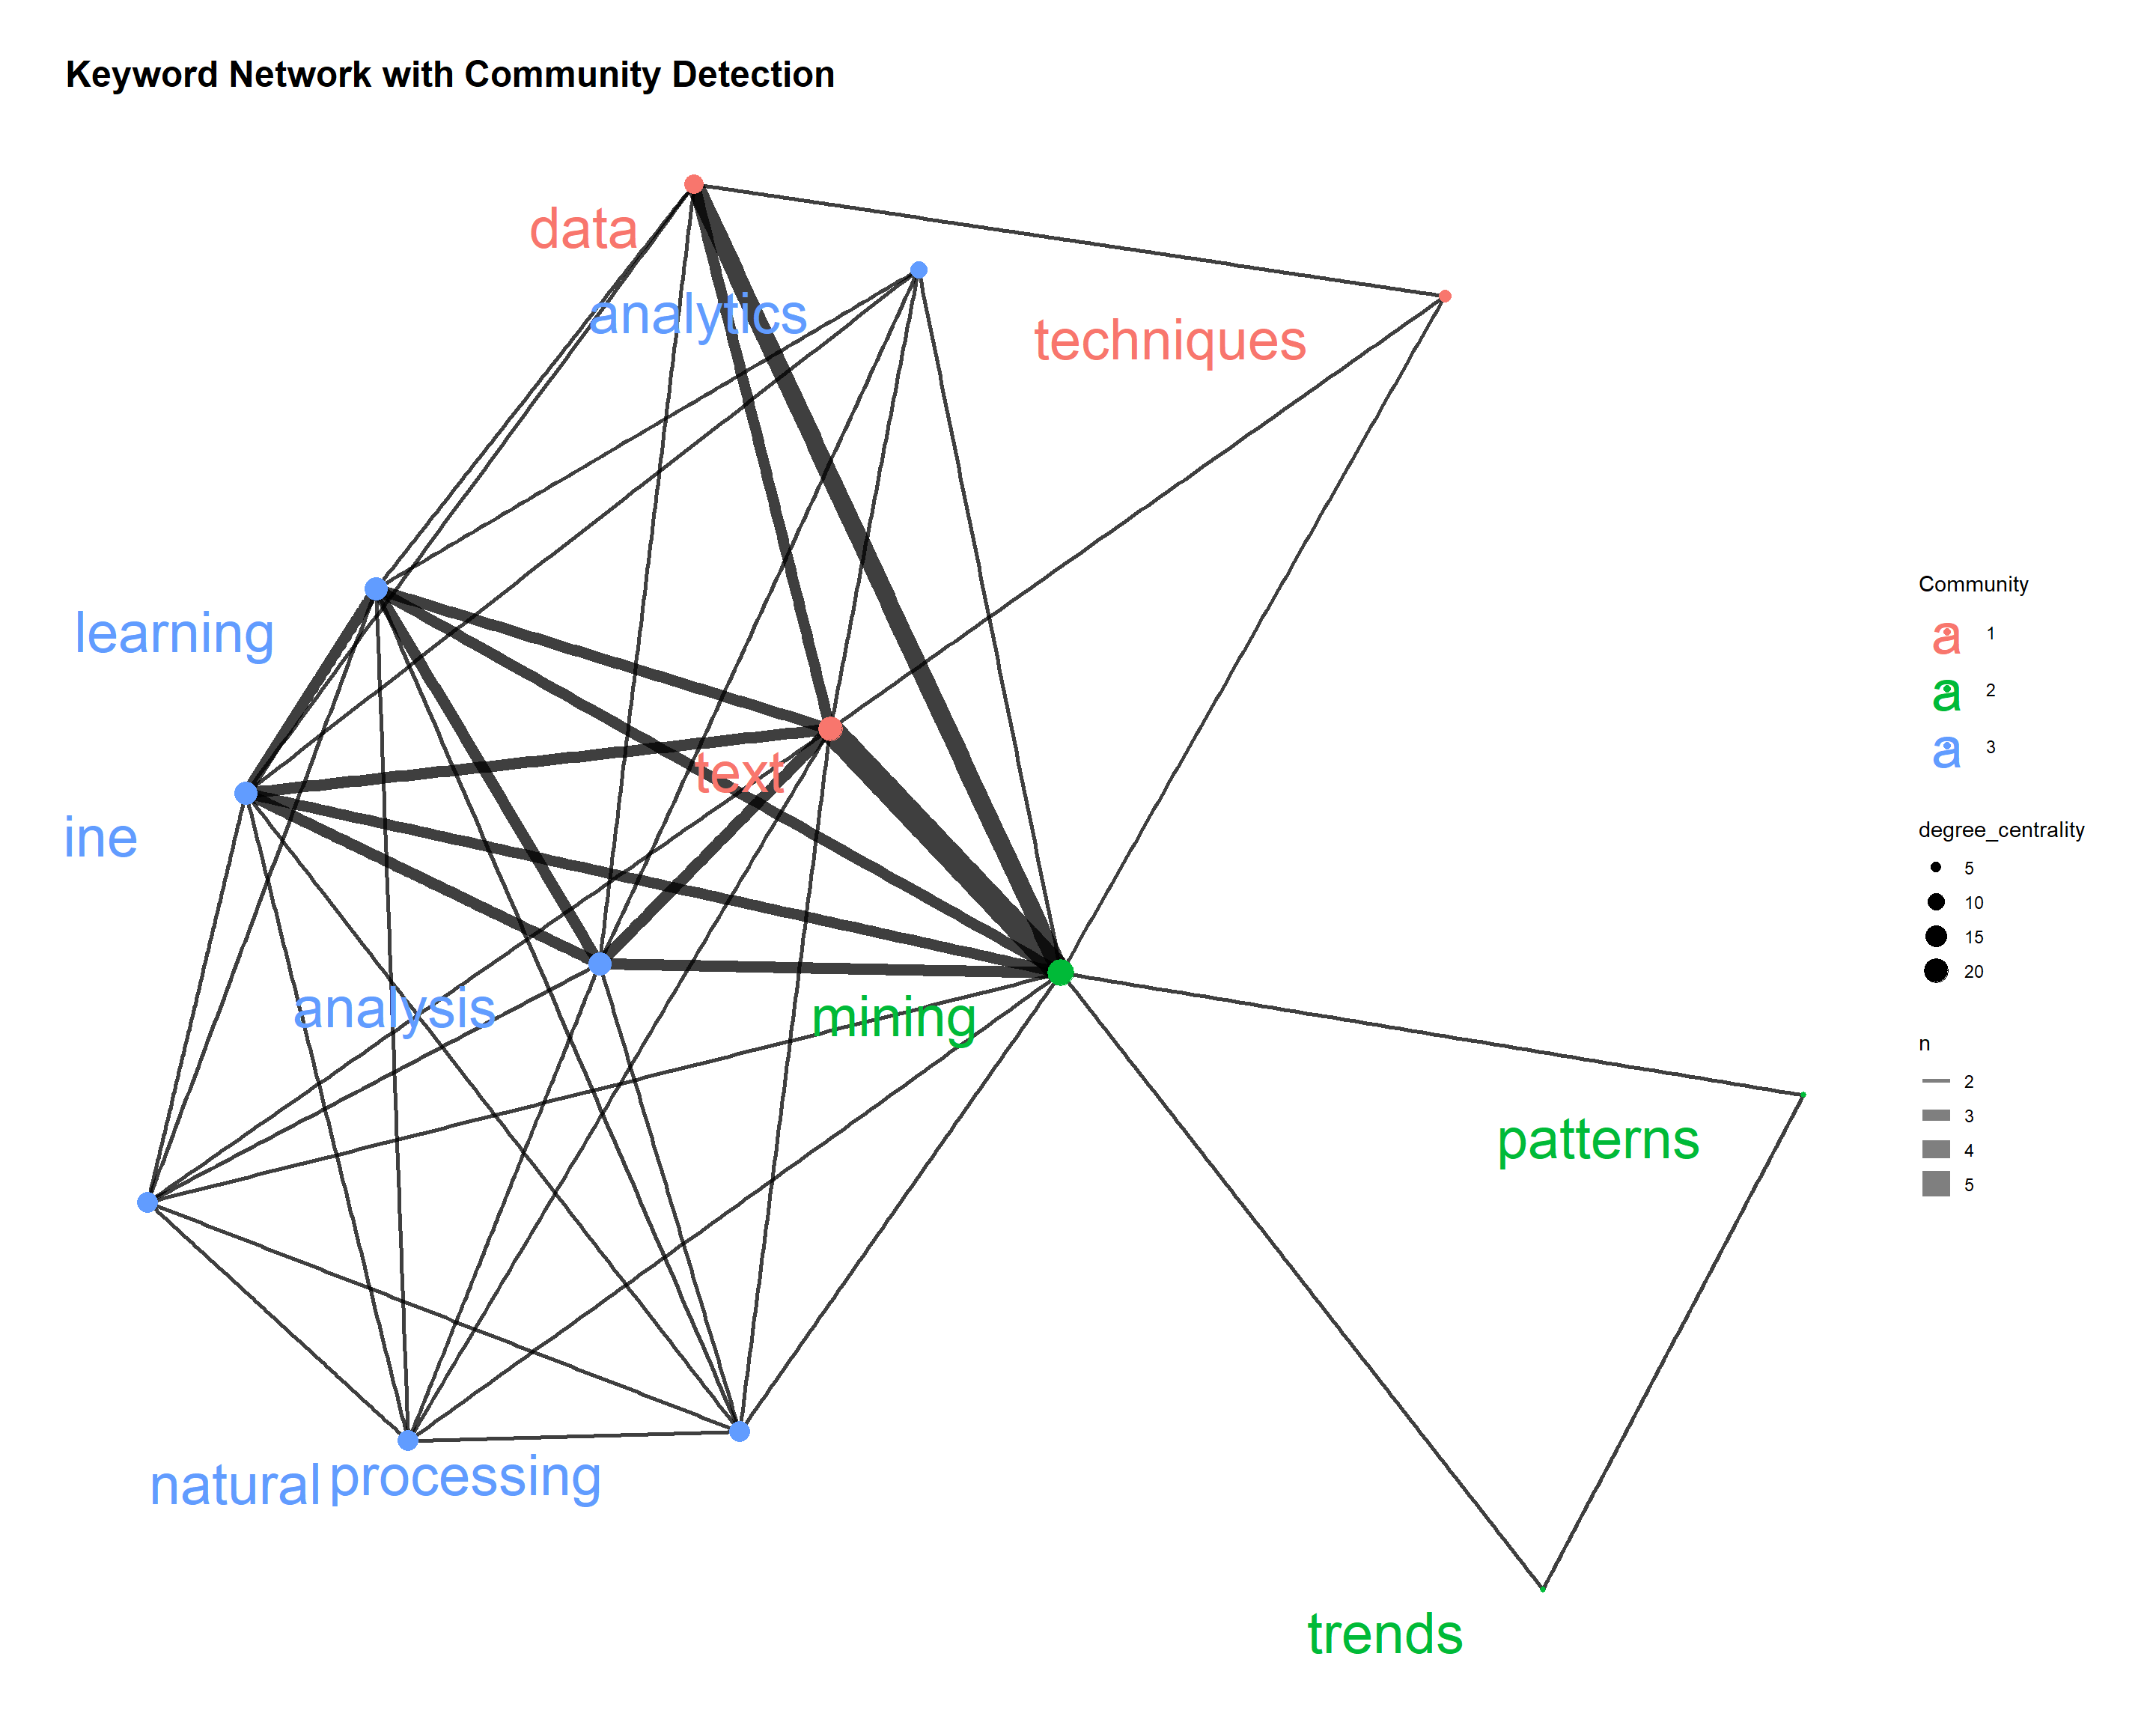 Keyword Network with Community Detection
data
analytics
techniques
learning
text
ine
analysis
mining
patterns
natural
processing
trends
Community
a 1
a 2
a 3
degree_centrality
5
10
15
20
n
2
3
4
5